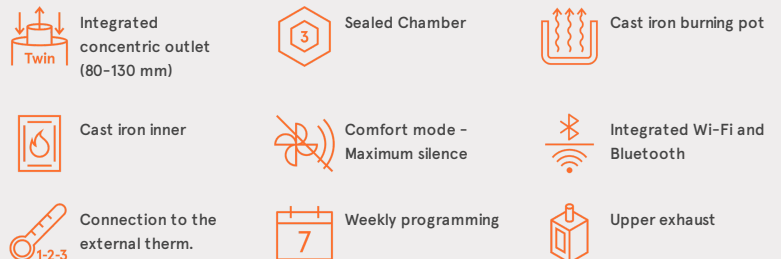 Twin
Integrated
concentric outlet
(80-130 mm)
3
Sealed Chamber
Cast iron burning pot
Cast iron inner
Comfort mode -
Maximum silence
Integrated Wi-Fi and
Bluetooth
1-2-3
Connection to the
external therm.
7
Weekly programming
Upper exhaust